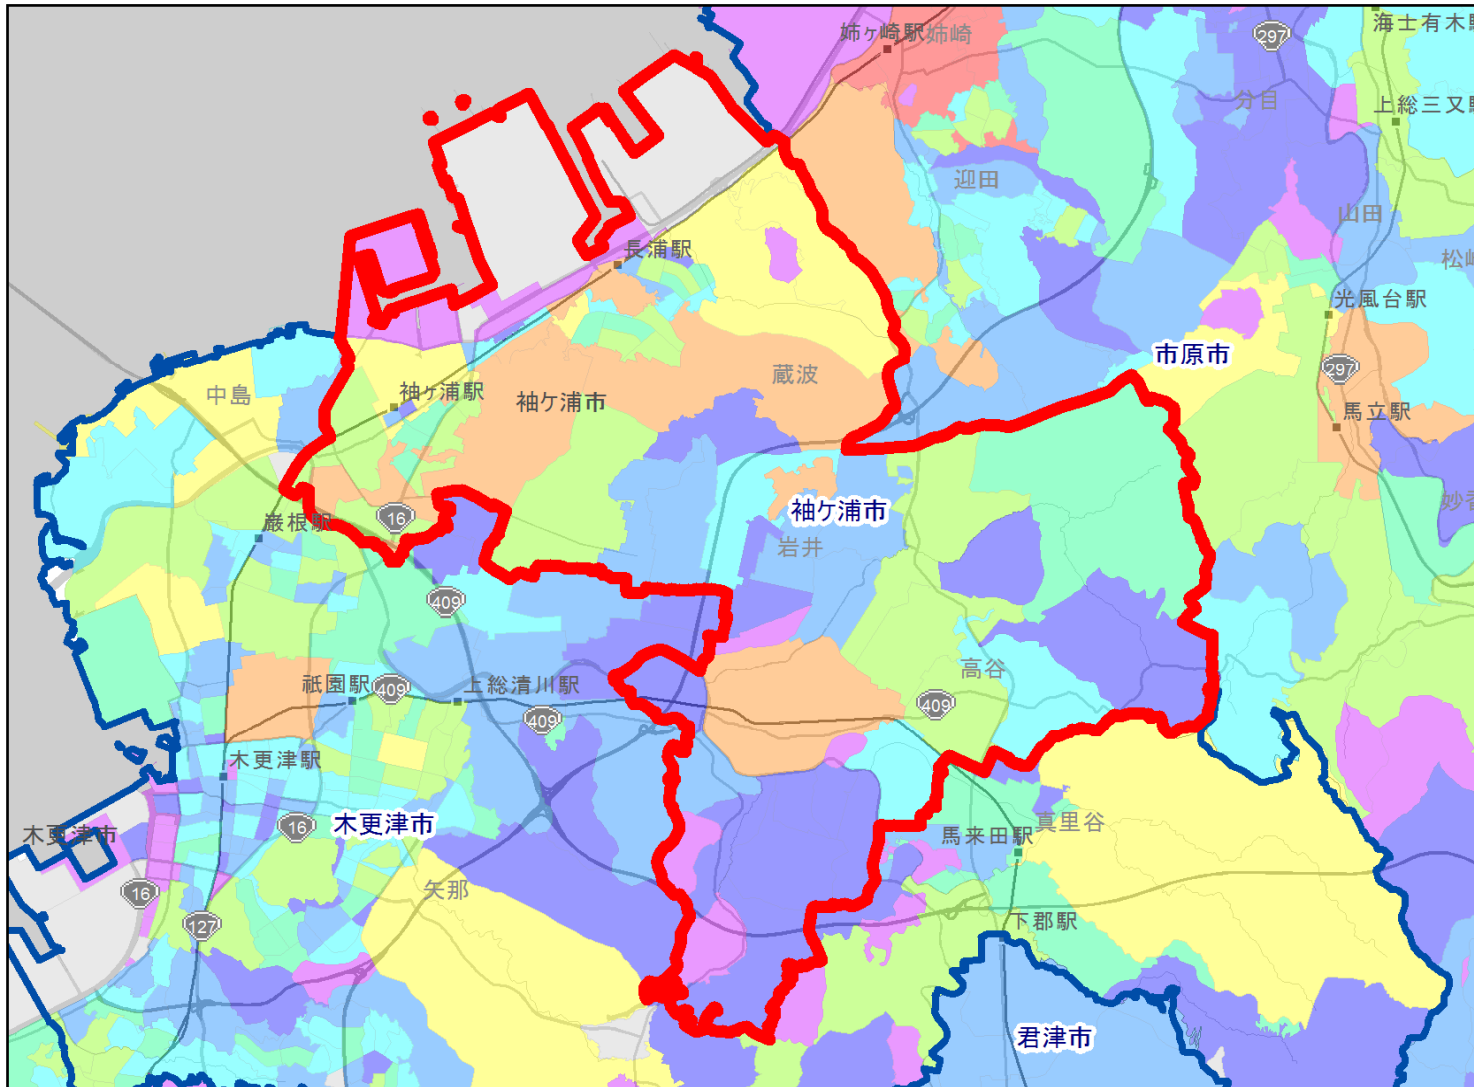 姉ヶ崎駅
姉崎
297
海士有木駅
分目
上総三又駅
迎田
山田
長浦駅
光風台駅
市原市
297
中島
袖ヶ浦駅
袖ケ浦市
蔵波
馬立駅
16
巌根駅
袖ケ浦市
岩井
409
高谷
祇園駅
409
上総清川駅
409
409
木更津駅
16
木更津市
木更津市
馬来田駅
真里谷
16
矢那
127
下郡駅
君津市